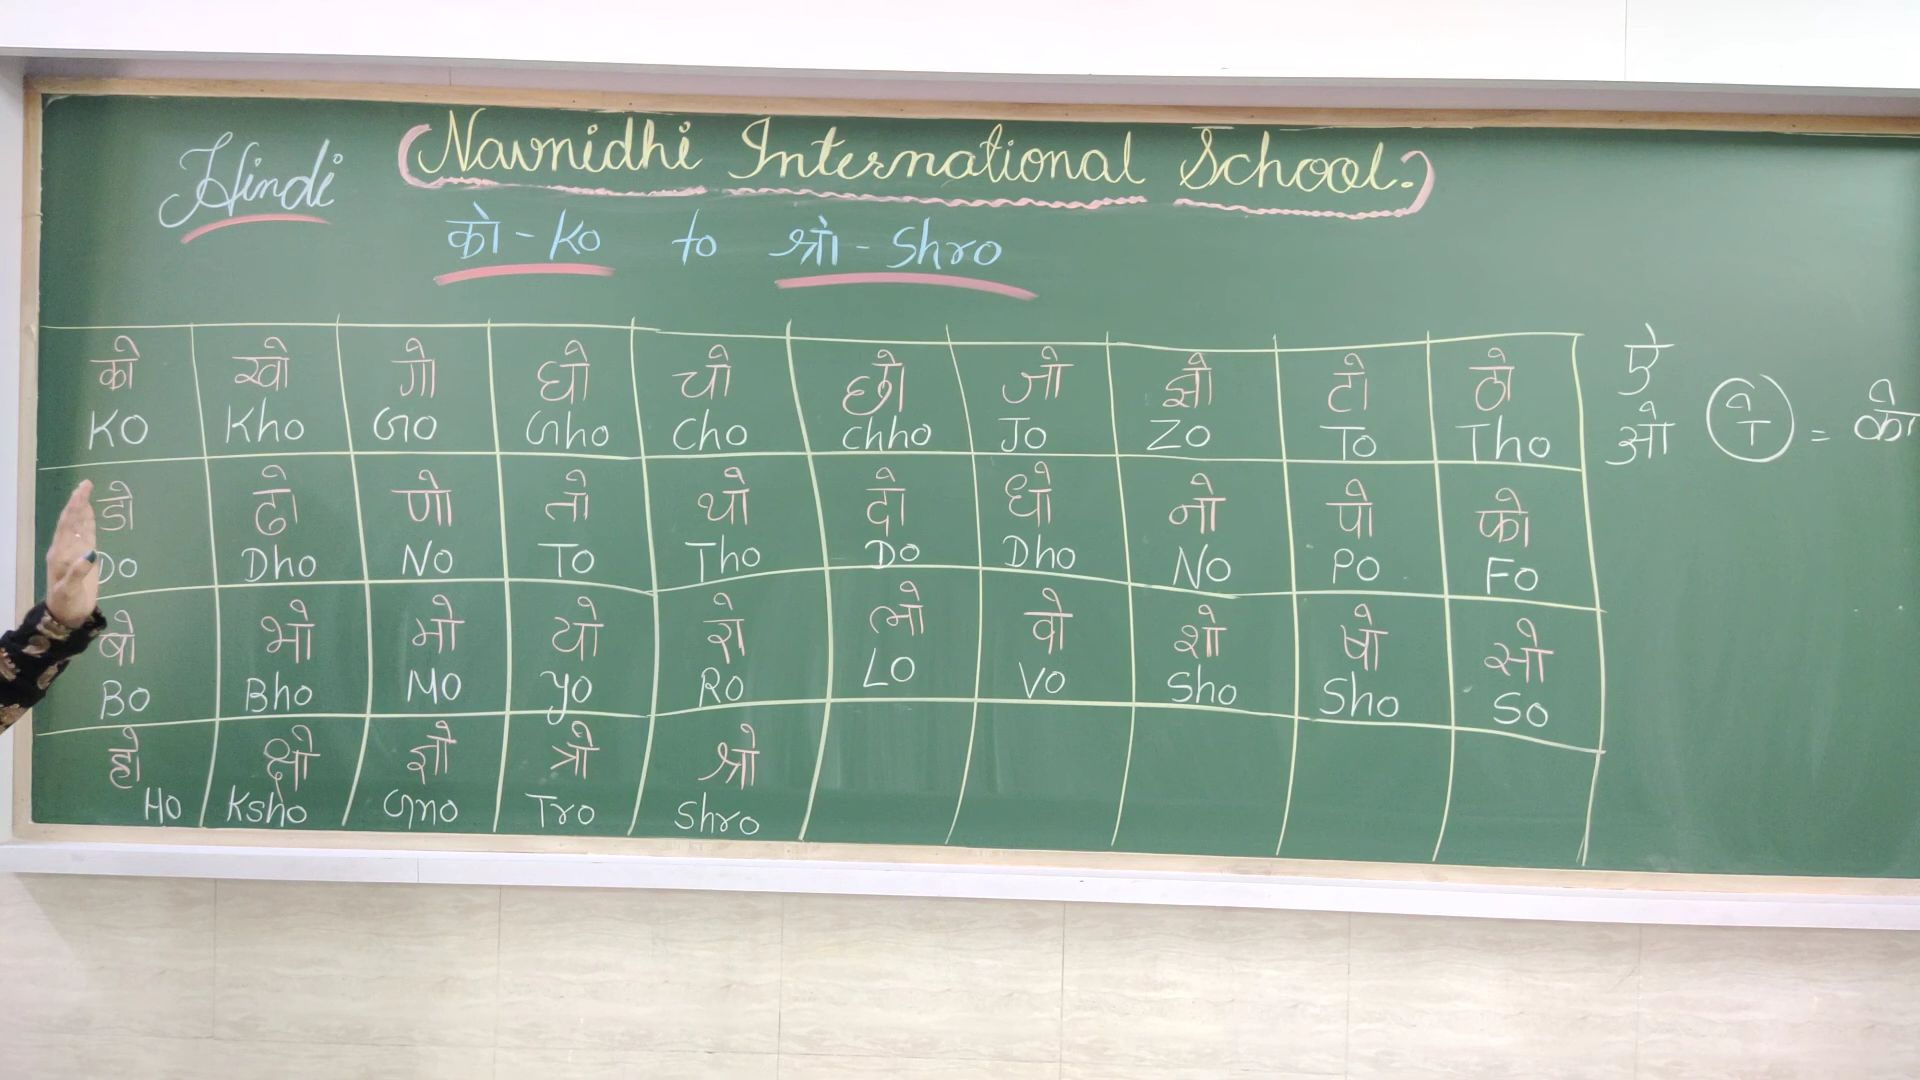 Hindi
(Navnidhi International School.)
को - Ko to श्रो - Shro
को खो गो घो चो छो जो झो टो ठो
Ko Kho Go Gho Cho Chho Jo Zo To Tho
डो ढो णो तो थो दो धो नो पो फो
Do Dho No To Tho Do Dho No Po Fo
बो भो मो यो रो लो वो शो षो सो
Bo Bho Mo Yo Ro Lo Vo Sho Sho So
हो क्षो ज्ञो त्रो श्रो
Ho Ksho Gno Tro Shro
ऐ
ओ ो = को